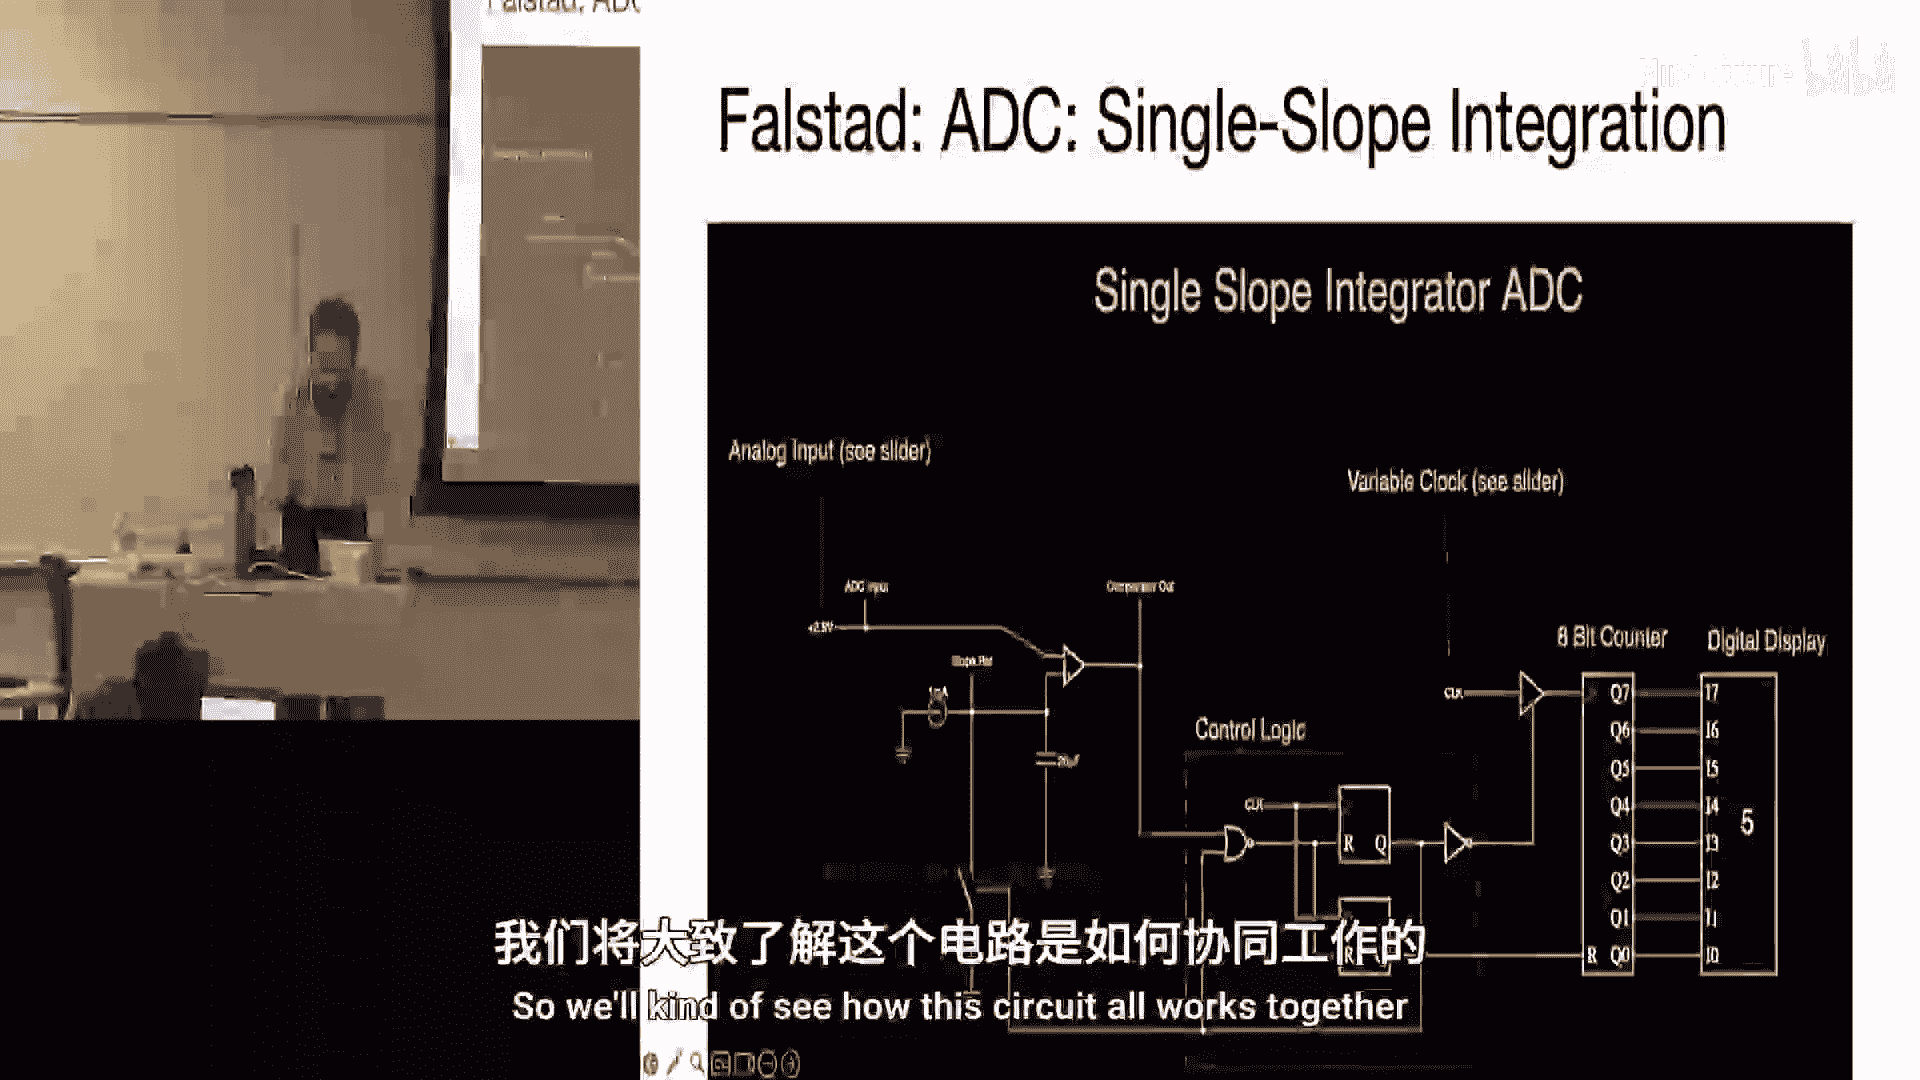 Falstad: ADC
Falstad: ADC: Single-Slope Integration
Single Slope Integrator ADC
Analog Input (see slider)
Variable Clock (see slider)
ADC Input
Comparator Out
+2.5V
8 Bit Counter
Digital Display
CLK
Q7
I7
Q6
I6
Q5
I5
Control Logic
CLK
Q4
I4
5
R Q
Q3
I3
Q2
I2
Q1
I1
R Q0
I0
我们将大致了解这个电路是如何协同工作的
So we'll kind of see how this circuit all works together
bilibili